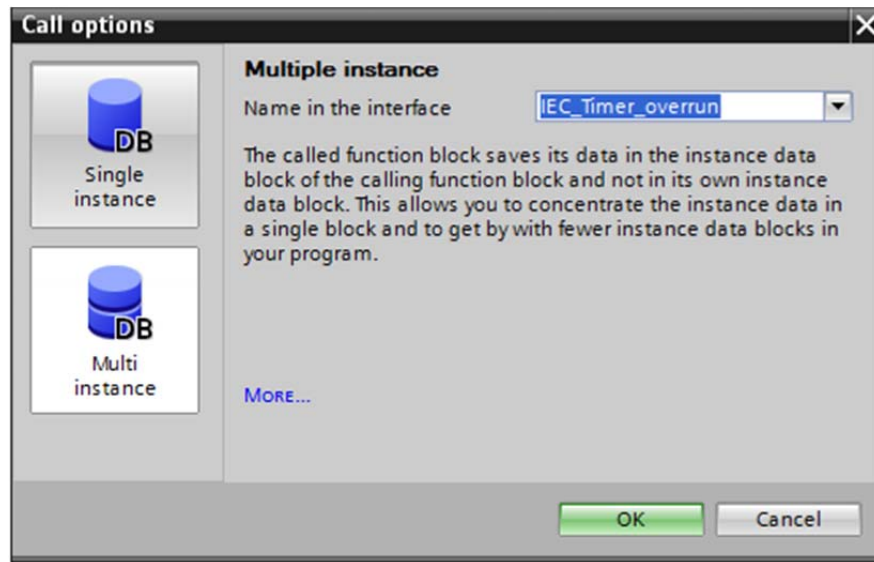 Call options
DB
Single
instance
DB
Multi
instance
Multiple instance
Name in the interface IEC_Timer_overrun
The called function block saves its data in the instance data
block of the calling function block and not in its own instance
data block. This allows you to concentrate the instance data in
a single block and to get by with fewer instance data blocks in
your program.
MORE...
OK Cancel